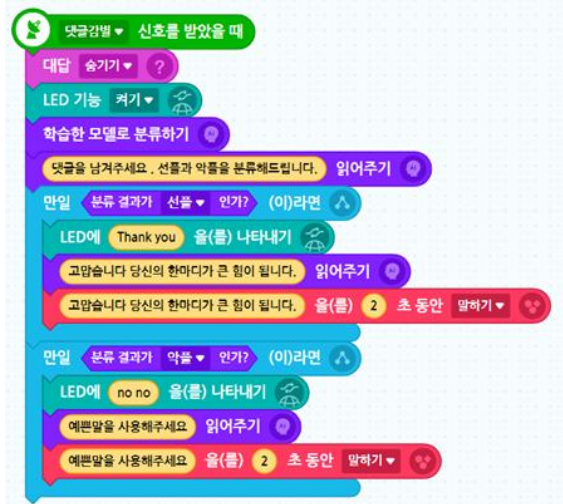 댓글감별 ▼ 신호를 받았을 때
대답 숨기기 ▼ ?
LED 기능 켜기 ▼
학습한 모델로 분류하기
댓글을 남겨주세요 , 선플과 악플을 분류해드립니다. 읽어주기
만일 분류 결과가 선플 ▼ 인가? (이)라면
LED에 Thank you 을(를) 나타내기
고맙습니다 당신의 한마디가 큰 힘이 됩니다. 읽어주기
고맙습니다 당신의 한마디가 큰 힘이 됩니다. 을(를) 2 초 동안 말하기 ▼
만일 분류 결과가 악플 ▼ 인가? (이)라면
LED에 no no 을(를) 나타내기
예쁜말을 사용해주세요 읽어주기
예쁜말을 사용해주세요 을(를) 2 초 동안 말하기 ▼